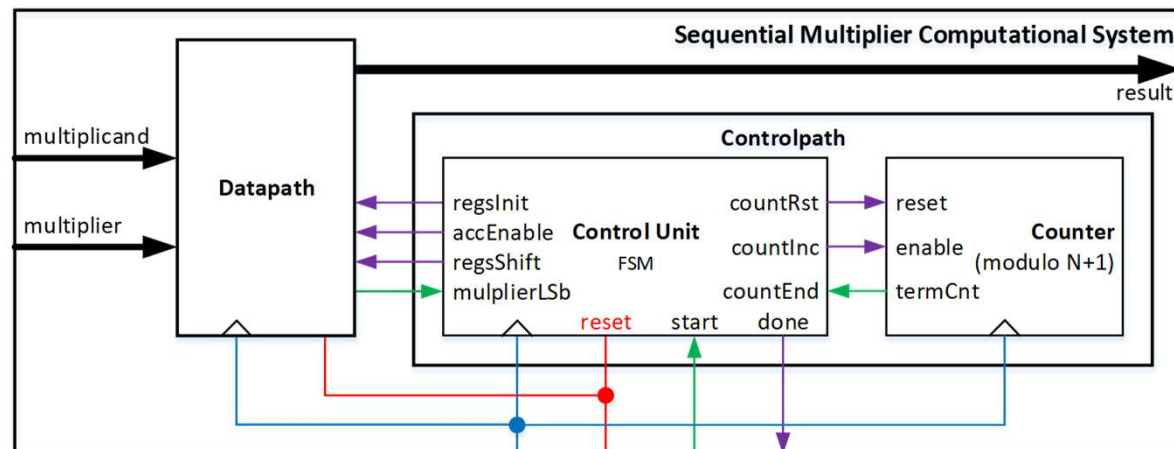 Sequential Multiplier Computational System
result
multiplicand
multiplier
Datapath
Controlpath
regsInit
accEnable
regsShift
mulplierLSb
Control Unit
FSM
countRst
countInc
countEnd
reset
start
done
reset
enable
termCnt
Counter
(modulo N+1)